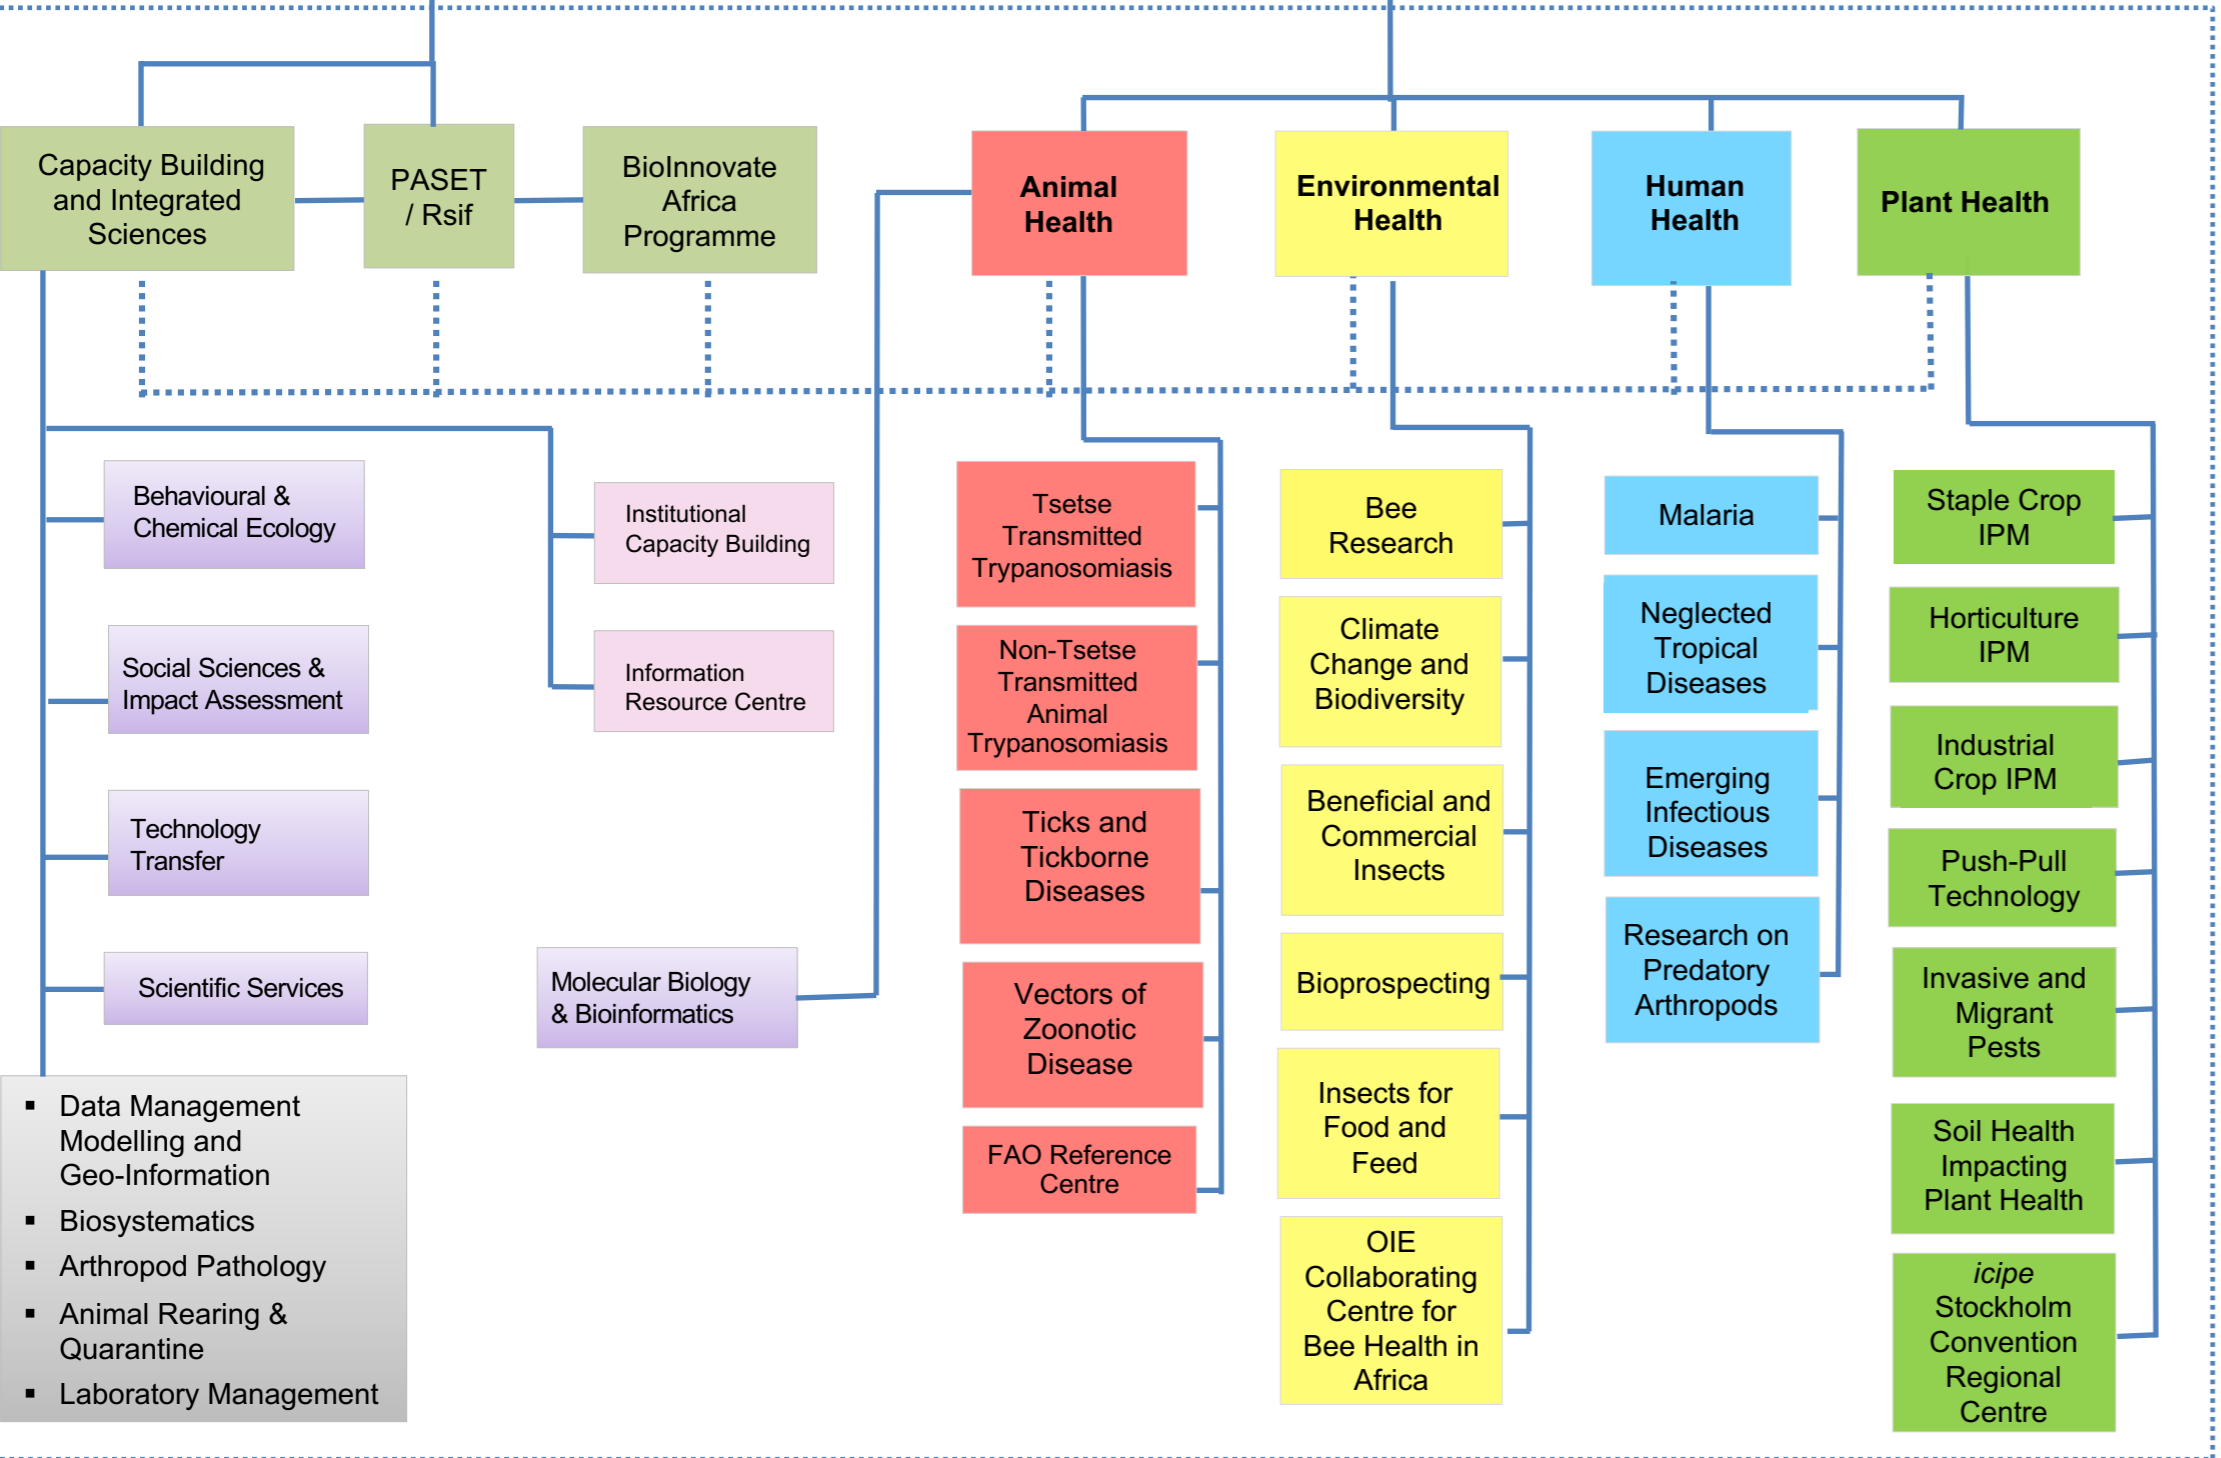 Capacity Building
and Integrated
Sciences
PASET
/ Rsif
BioInnovate
Africa
Programme
Animal
Health
Environmental
Health
Human
Health
Plant Health
Behavioural &
Chemical Ecology
Social Sciences &
Impact Assessment
Technology
Transfer
Scientific Services
▪ Data Management
Modelling and
Geo-Information
▪ Biosystematics
▪ Arthropod Pathology
▪ Animal Rearing &
Quarantine
▪ Laboratory Management
Institutional
Capacity Building
Information
Resource Centre
Molecular Biology
& Bioinformatics
Tsetse
Transmitted
Trypanosomiasis
Non-Tsetse
Transmitted
Animal
Trypanosomiasis
Ticks and
Tickborne
Diseases
Vectors of
Zoonotic
Disease
FAO Reference
Centre
Bee
Research
Climate
Change and
Biodiversity
Beneficial and
Commercial
Insects
Bioprospecting
Insects for
Food and
Feed
OIE
Collaborating
Centre for
Bee Health in
Africa
Malaria
Neglected
Tropical
Diseases
Emerging
Infectious
Diseases
Research on
Predatory
Arthropods
Staple Crop
IPM
Horticulture
IPM
Industrial
Crop IPM
Push-Pull
Technology
Invasive and
Migrant
Pests
Soil Health
Impacting
Plant Health
icipe
Stockholm
Convention
Regional
Centre